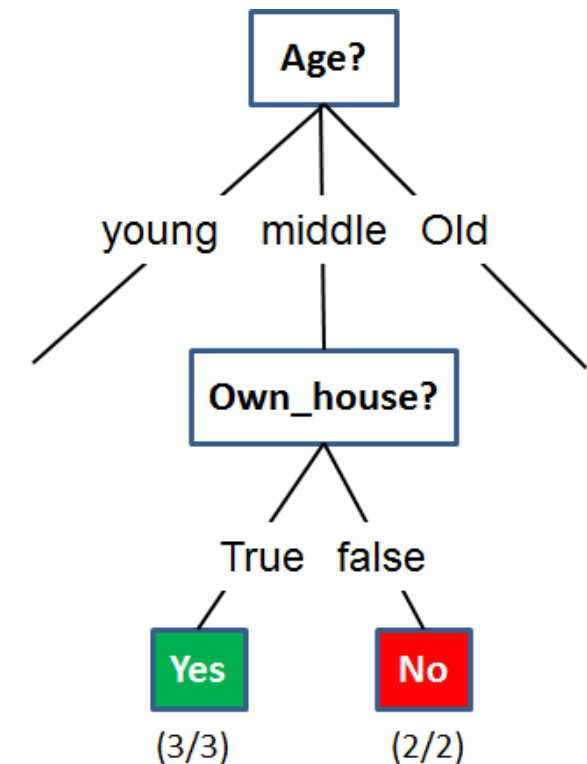 Age?
young middle Old
Own_house?
True false
Yes No
(3/3) (2/2)